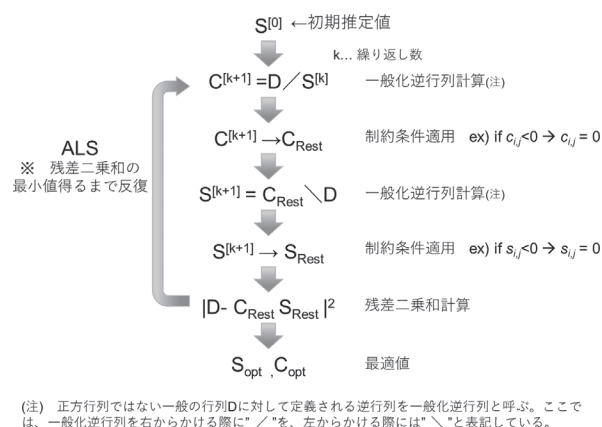 S[0] ←初期推定値
k… 繰り返し数
C[k+1] =D／S[k] 一般化逆行列計算(注)
C[k+1] →CRest 制約条件適用 ex) if ci,j<0 → ci,j = 0
ALS
※ 残差二乗和の
最小値得るまで反復
S[k+1] = CRest＼D 一般化逆行列計算(注)
S[k+1] → SRest 制約条件適用 ex) if si,j<0 → si,j = 0
|D- CRest SRest |2 残差二乗和計算
Sopt ,Copt 最適値
(注) 正方行列ではない一般の行列Dに対して定義される逆行列を一般化逆行列と呼ぶ。ここで
は、一般化逆行列を右からかける際に” ／ ”を、左からかける際には” ＼ ”と表記している。